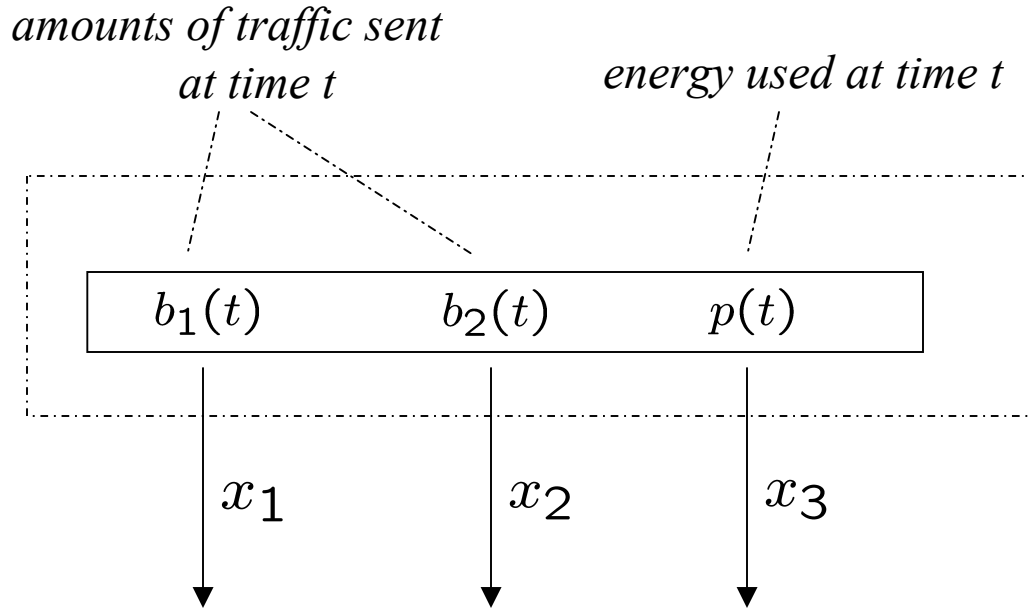 amounts of traffic sent
at time t
energy used at time t
b₁(t) b₂(t) p(t)
x₁ x₂ x₃